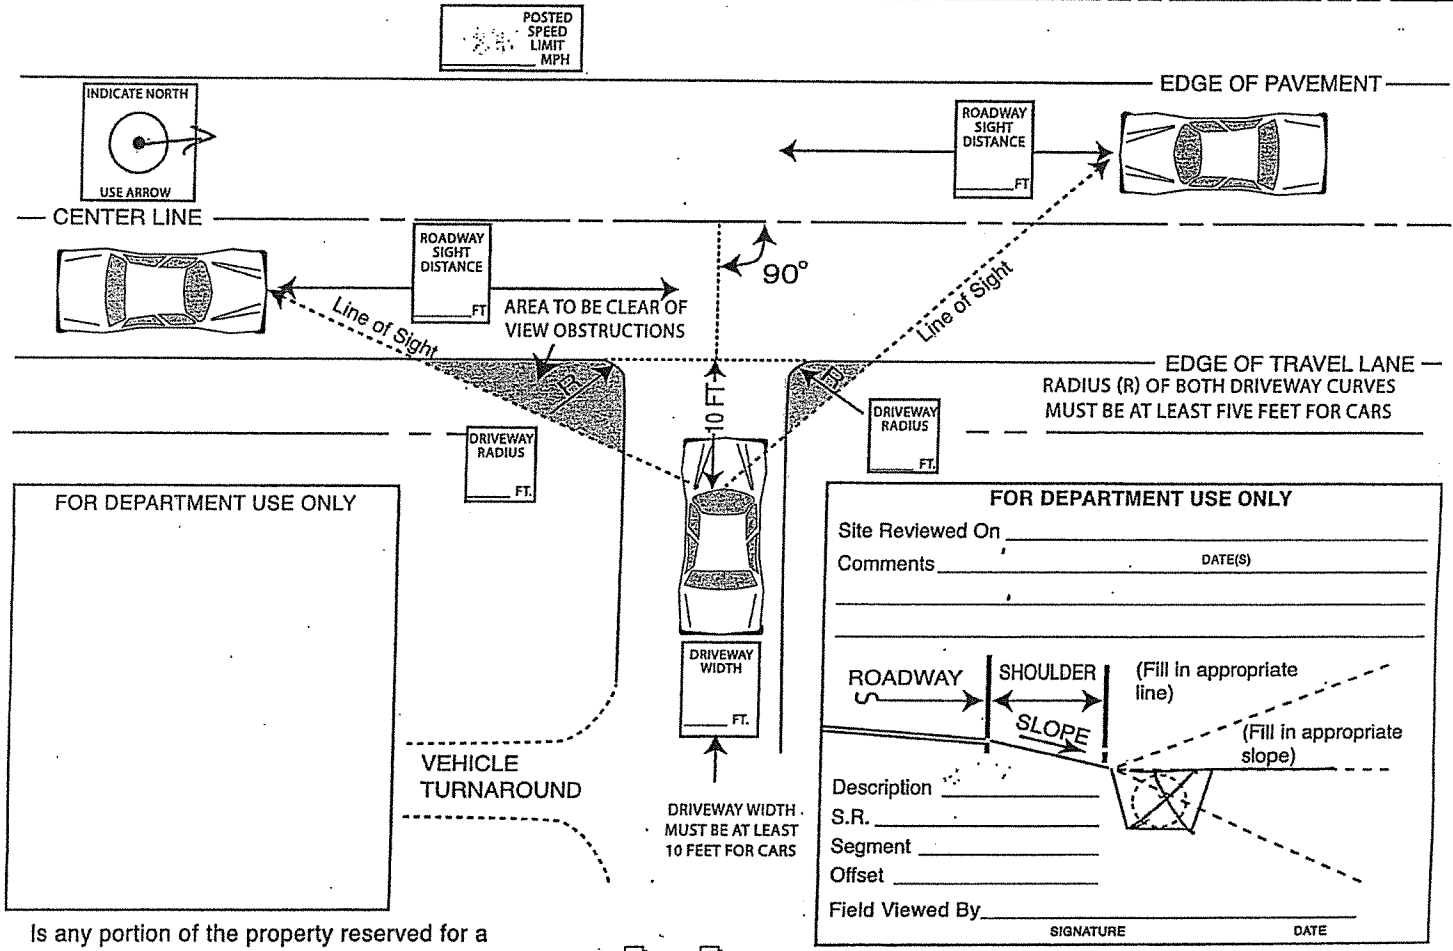 POSTED
SPEED
LIMIT
MPH
EDGE OF PAVEMENT
INDICATE NORTH
USE ARROW
ROADWAY
SIGHT
DISTANCE
FT
CENTER LINE
ROADWAY
SIGHT
DISTANCE
FT
90°
Line of Sight
Line of Sight
AREA TO BE CLEAR OF
VIEW OBSTRUCTIONS
EDGE OF TRAVEL LANE
RADIUS (R) OF BOTH DRIVEWAY CURVES
MUST BE AT LEAST FIVE FEET FOR CARS
R
R
10 FT
DRIVEWAY
RADIUS
FT.
DRIVEWAY
RADIUS
FT.
FOR DEPARTMENT USE ONLY
FOR DEPARTMENT USE ONLY
Site Reviewed On
DATE(S)
Comments
DRIVEWAY
WIDTH
FT.
ROADWAY
SHOULDER
(Fill in appropriate
line)
SLOPE
(Fill in appropriate
slope)
VEHICLE
TURNAROUND
DRIVEWAY WIDTH
MUST BE AT LEAST
10 FEET FOR CARS
Description
S.R.
Segment
Offset
Field Viewed By
SIGNATURE
DATE
Is any portion of the property reserved for a